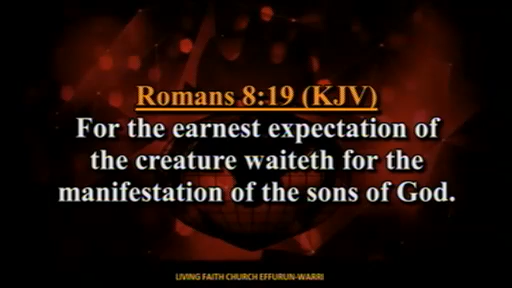 Romans 8:19 (KJV)
For the earnest expectation of
the creature waiteth for the
manifestation of the sons of God.
LIVING FAITH CHURCH EFFURUN-WARRI